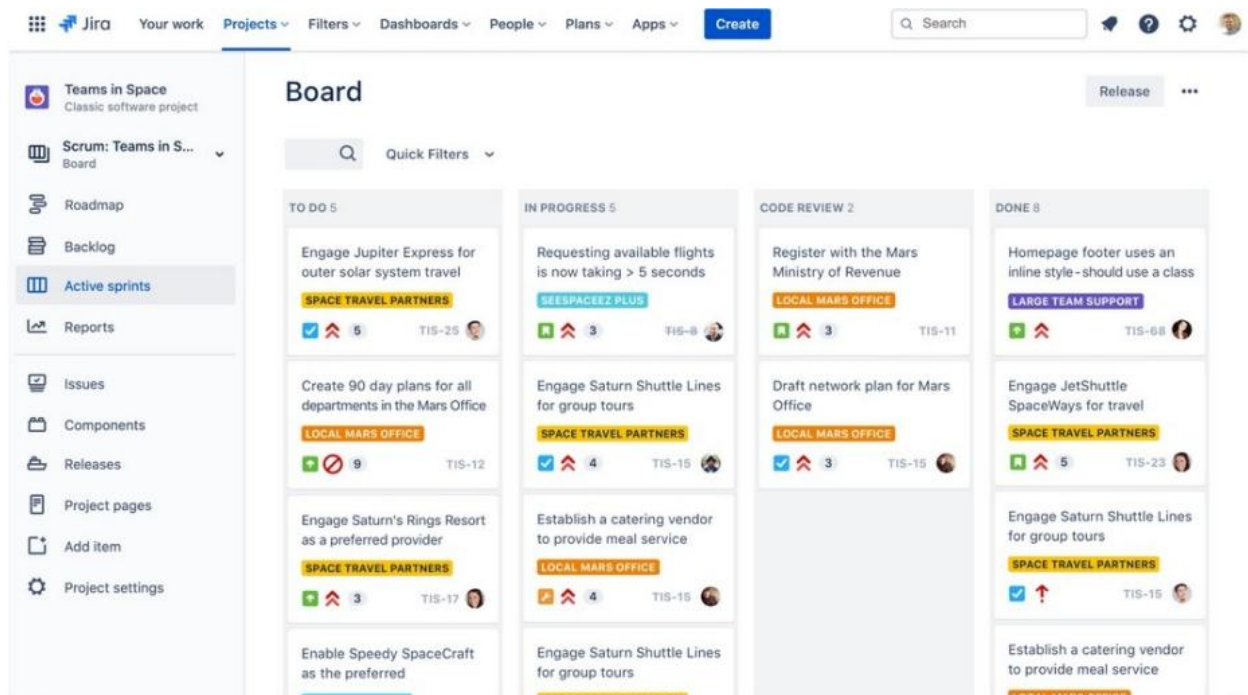 Jira Your work Projects Filters Dashboards People Plans Apps Create Search
Teams in Space
Classic software project
Scrum: Teams in S...
Board
Roadmap
Backlog
Active sprints
Reports
Issues
Components
Releases
Project pages
Add item
Project settings
Board
Release
Quick Filters
TO DO 5
Engage Jupiter Express for
outer solar system travel
SPACE TRAVEL PARTNERS
5 TIS-25
Create 90 day plans for all
departments in the Mars Office
LOCAL MARS OFFICE
9 TIS-12
Engage Saturn's Rings Resort
as a preferred provider
SPACE TRAVEL PARTNERS
3 TIS-17
Enable Speedy SpaceCraft
as the preferred
IN PROGRESS 5
Requesting available flights
is now taking > 5 seconds
SEESPACEEZ PLUS
3 TIS-8
Engage Saturn Shuttle Lines
for group tours
SPACE TRAVEL PARTNERS
4 TIS-15
Establish a catering vendor
to provide meal service
LOCAL MARS OFFICE
4 TIS-15
Engage Saturn Shuttle Lines
for group tours
CODE REVIEW 2
Register with the Mars
Ministry of Revenue
LOCAL MARS OFFICE
3 TIS-11
Draft network plan for Mars
Office
LOCAL MARS OFFICE
3 TIS-15
DONE 8
Homepage footer uses an
inline style-should use a class
LARGE TEAM SUPPORT
TIS-68
Engage JetShuttle
SpaceWays for travel
SPACE TRAVEL PARTNERS
5 TIS-23
Engage Saturn Shuttle Lines
for group tours
SPACE TRAVEL PARTNERS
TIS-15
Establish a catering vendor
to provide meal service